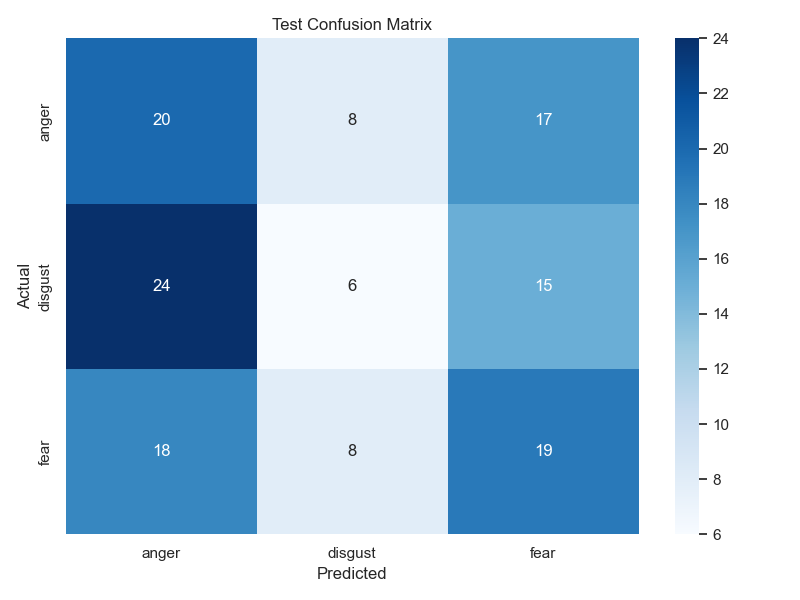 Test Confusion Matrix
anger
20
8
17
Actual
disgust
24
6
15
fear
18
8
19
anger
disgust
fear
Predicted
24
22
20
18
16
14
12
10
8
6